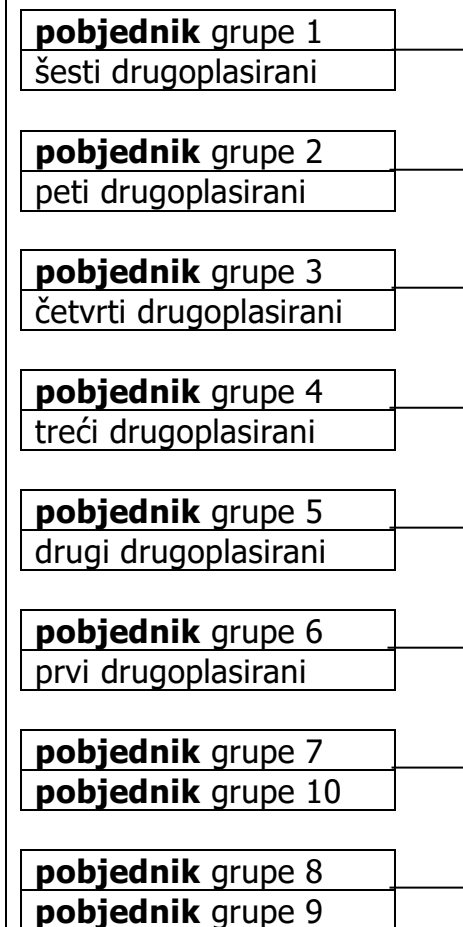 pobjednik grupe 1
šesti drugoplasirani
pobjednik grupe 2
peti drugoplasirani
pobjednik grupe 3
četvrti drugoplasirani
pobjednik grupe 4
treći drugoplasirani
pobjednik grupe 5
drugi drugoplasirani
pobjednik grupe 6
prvi drugoplasirani
pobjednik grupe 7
pobjednik grupe 10
pobjednik grupe 8
pobjednik grupe 9